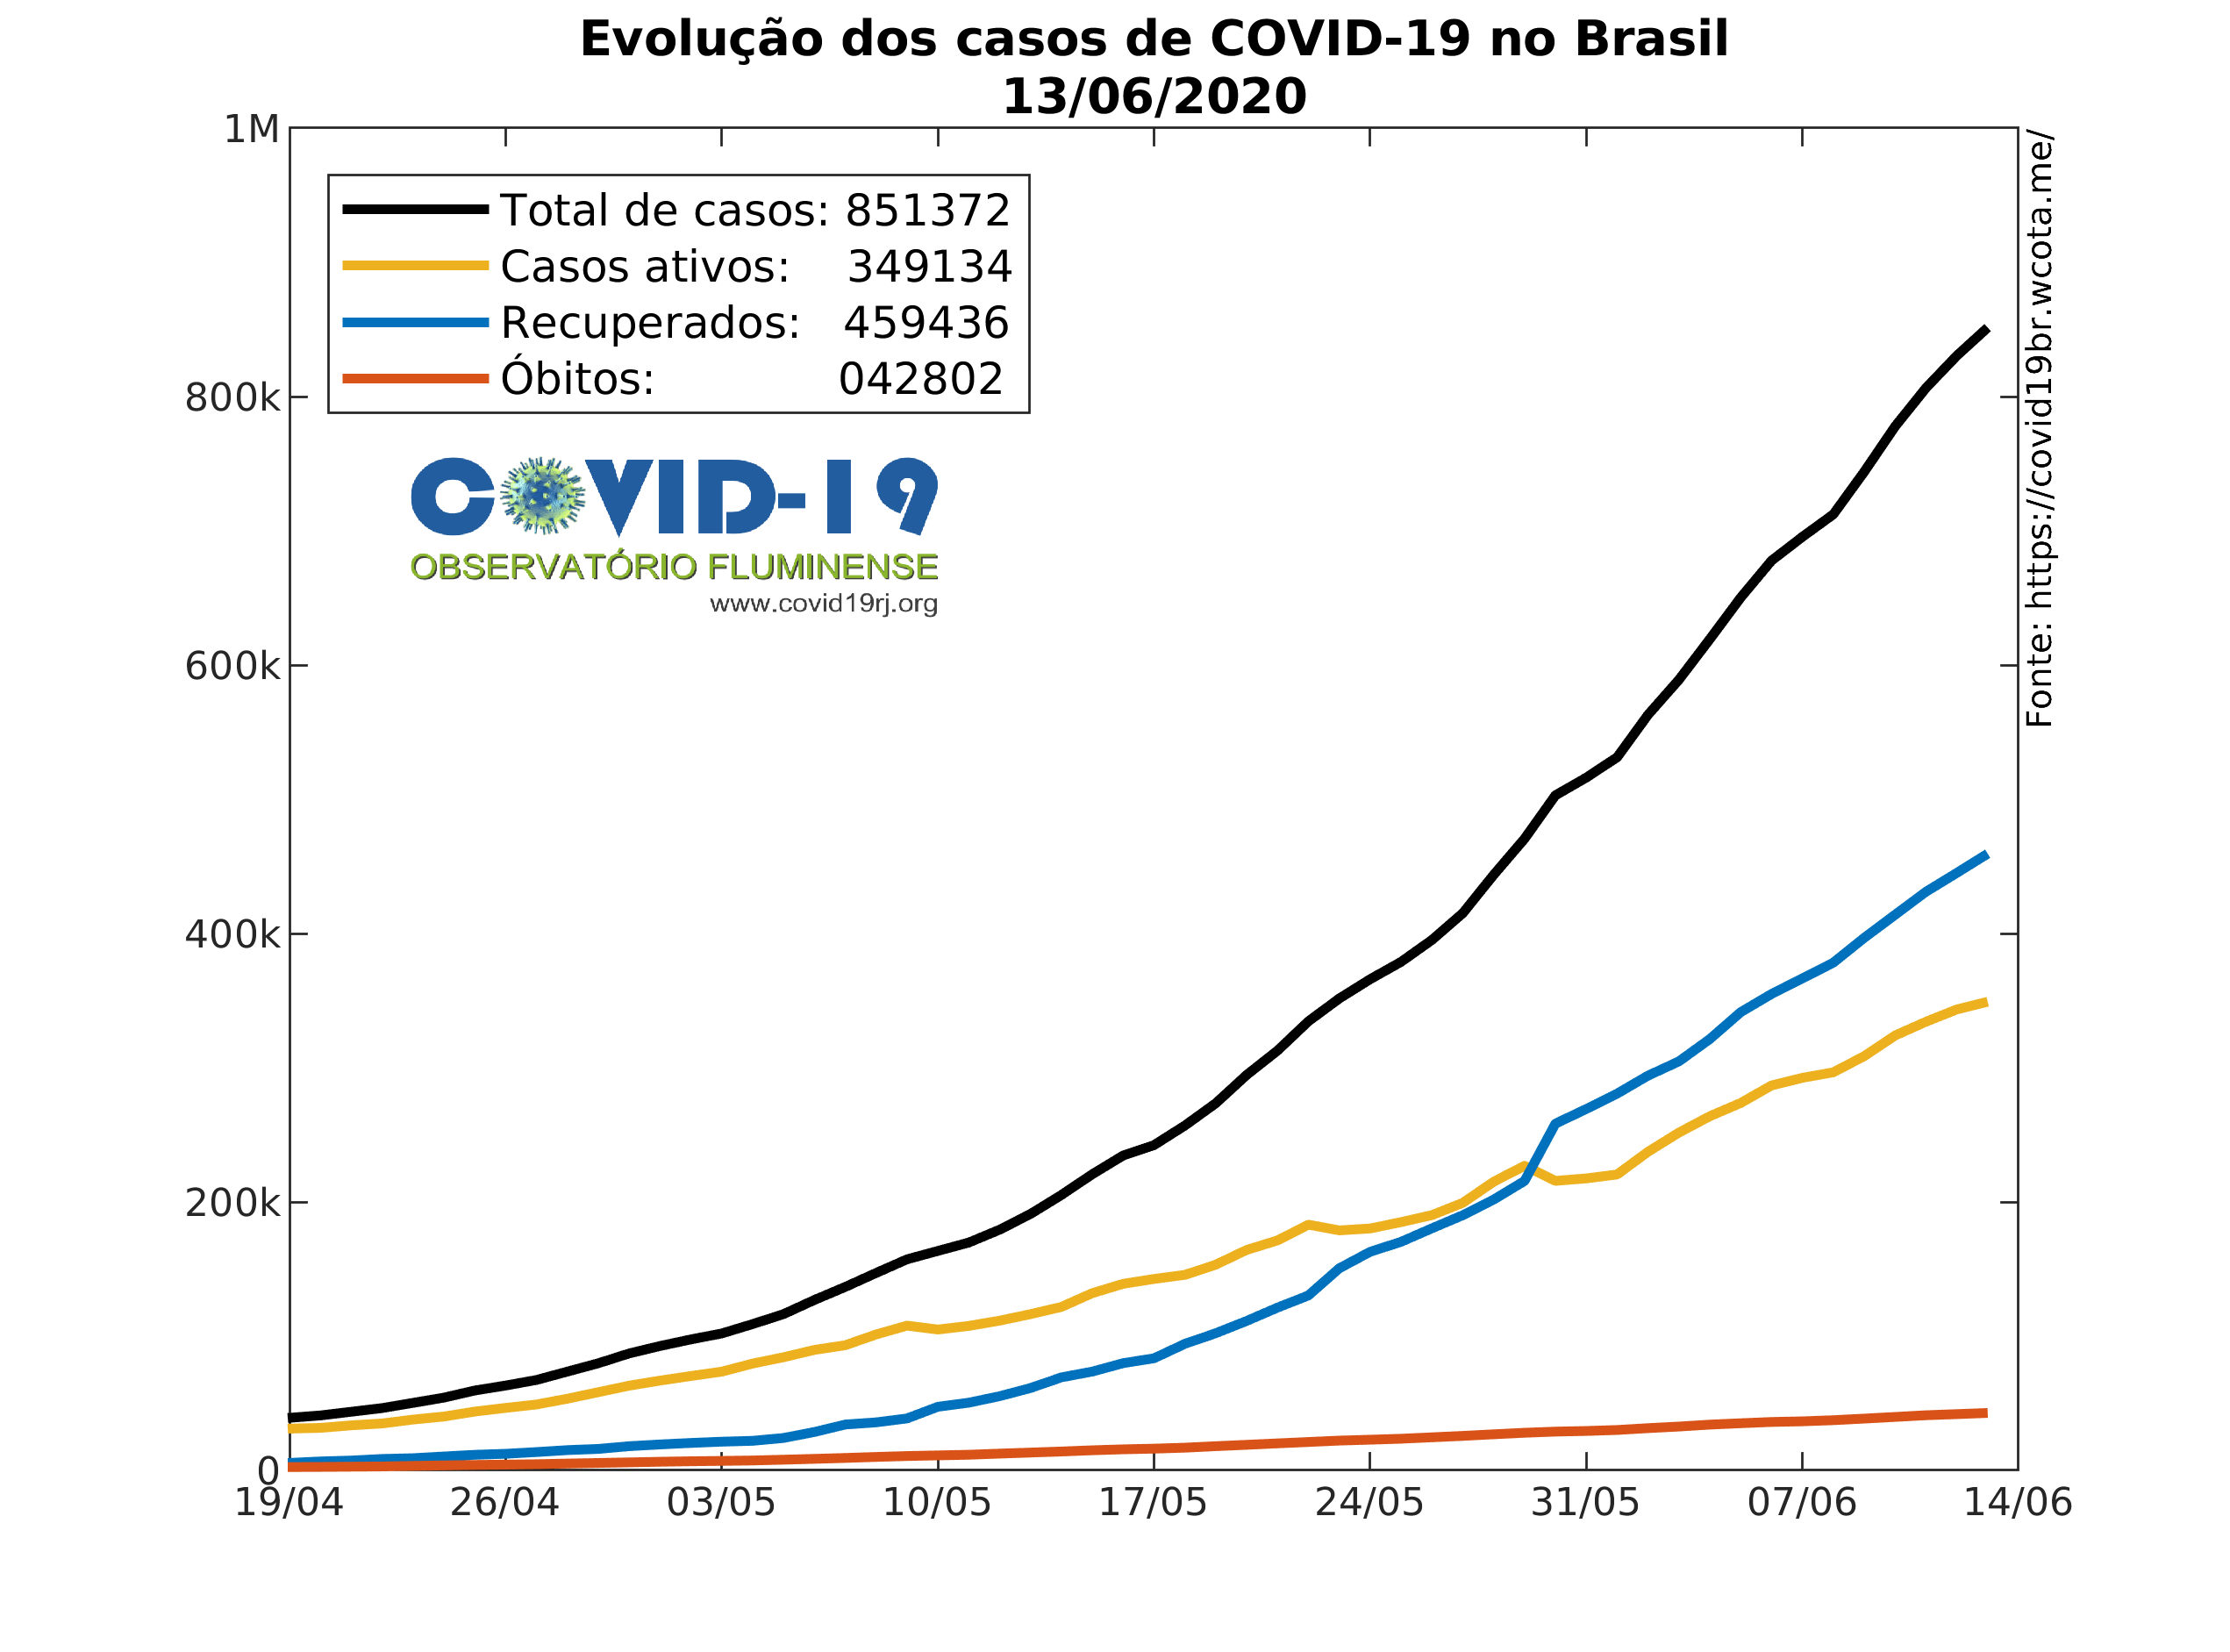 Evolução dos casos de COVID-19 no Brasil
13/06/2020
1M
800k
600k
400k
200k
0
Total de casos: 851372
Casos ativos: 349134
Recuperados: 459436
Óbitos: 042802
COVID-19
OBSERVATÓRIO FLUMINENSE
www.covid19rj.org
Fonte: https://covid19br.wcota.me/
19/04 26/04 03/05 10/05 17/05 24/05 31/05 07/06 14/06